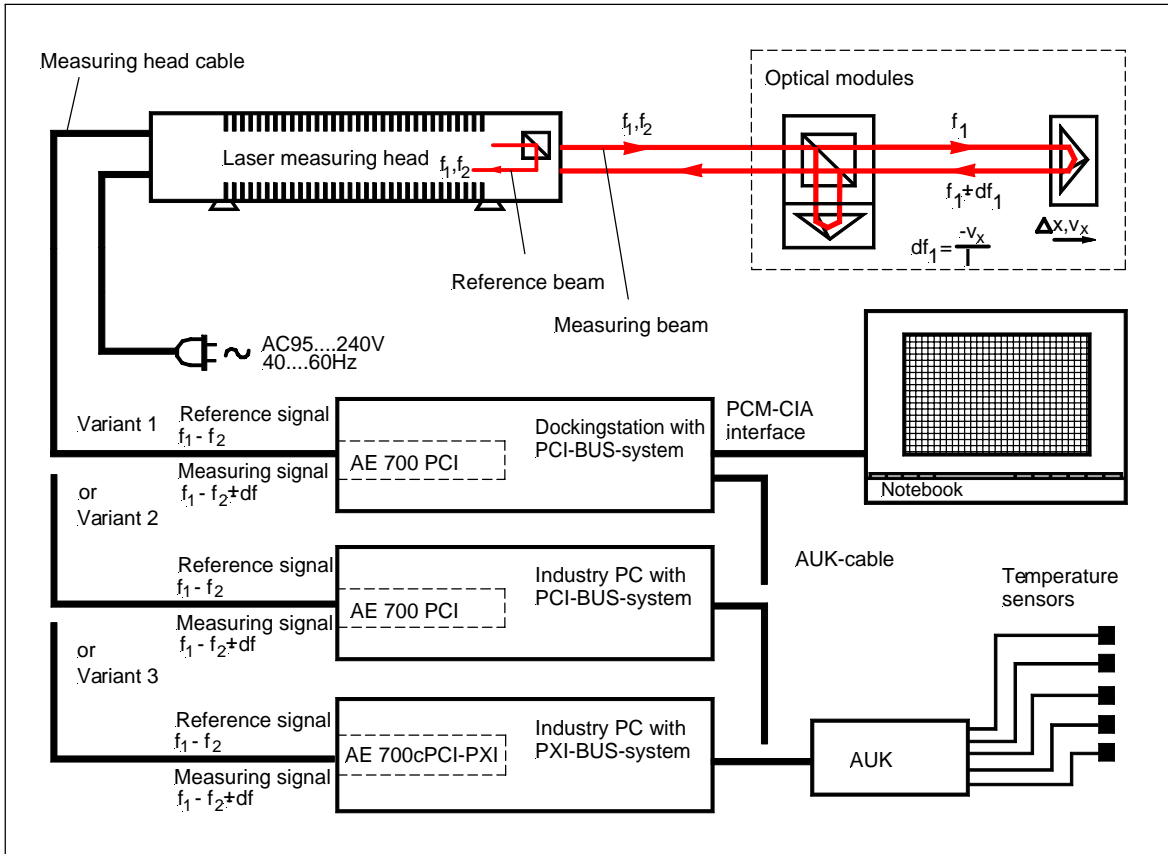 Measuring head cable
Optical modules
f1,f2
f1
Laser measuring head
f1,f2
f1±df1
Δx,vx
df1 = -vx / l
Reference beam
Measuring beam
AC95....240V
40....60Hz
Variant 1
Reference signal
f1 - f2
Measuring signal
f1 - f2±df
AE 700 PCI
Dockingstation with
PCI-BUS-system
PCM-CIA
interface
Notebook
or
Variant 2
Reference signal
f1 - f2
Measuring signal
f1 - f2±df
AE 700 PCI
Industry PC with
PCI-BUS-system
AUK-cable
Temperature
sensors
or
Variant 3
Reference signal
f1 - f2
Measuring signal
f1 - f2±df
AE 700cPCI-PXI
Industry PC with
PXI-BUS-system
AUK